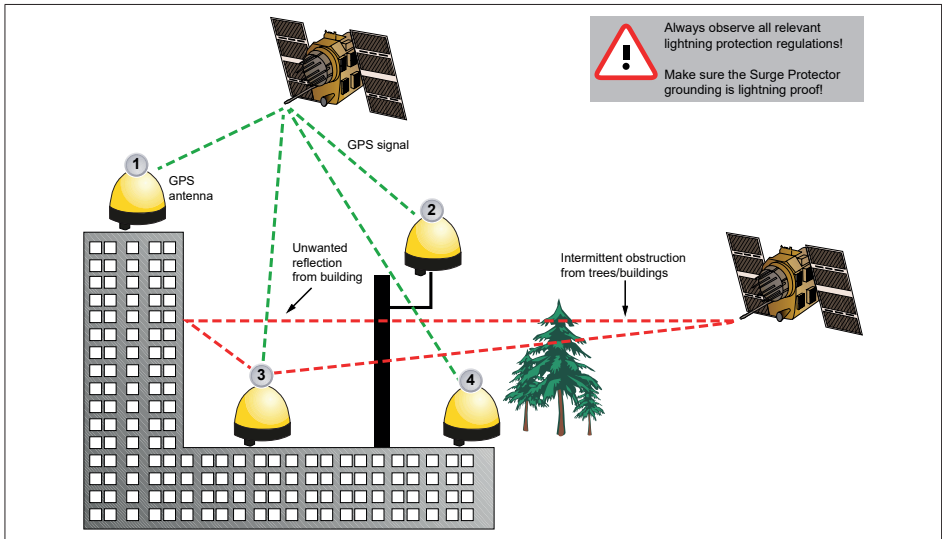 Always observe all relevant
lightning protection regulations!
Make sure the Surge Protector
grounding is lightning proof!
GPS signal
1
GPS
antenna
2
Unwanted
reflection
from building
Intermittent obstruction
from trees/buildings
3
4